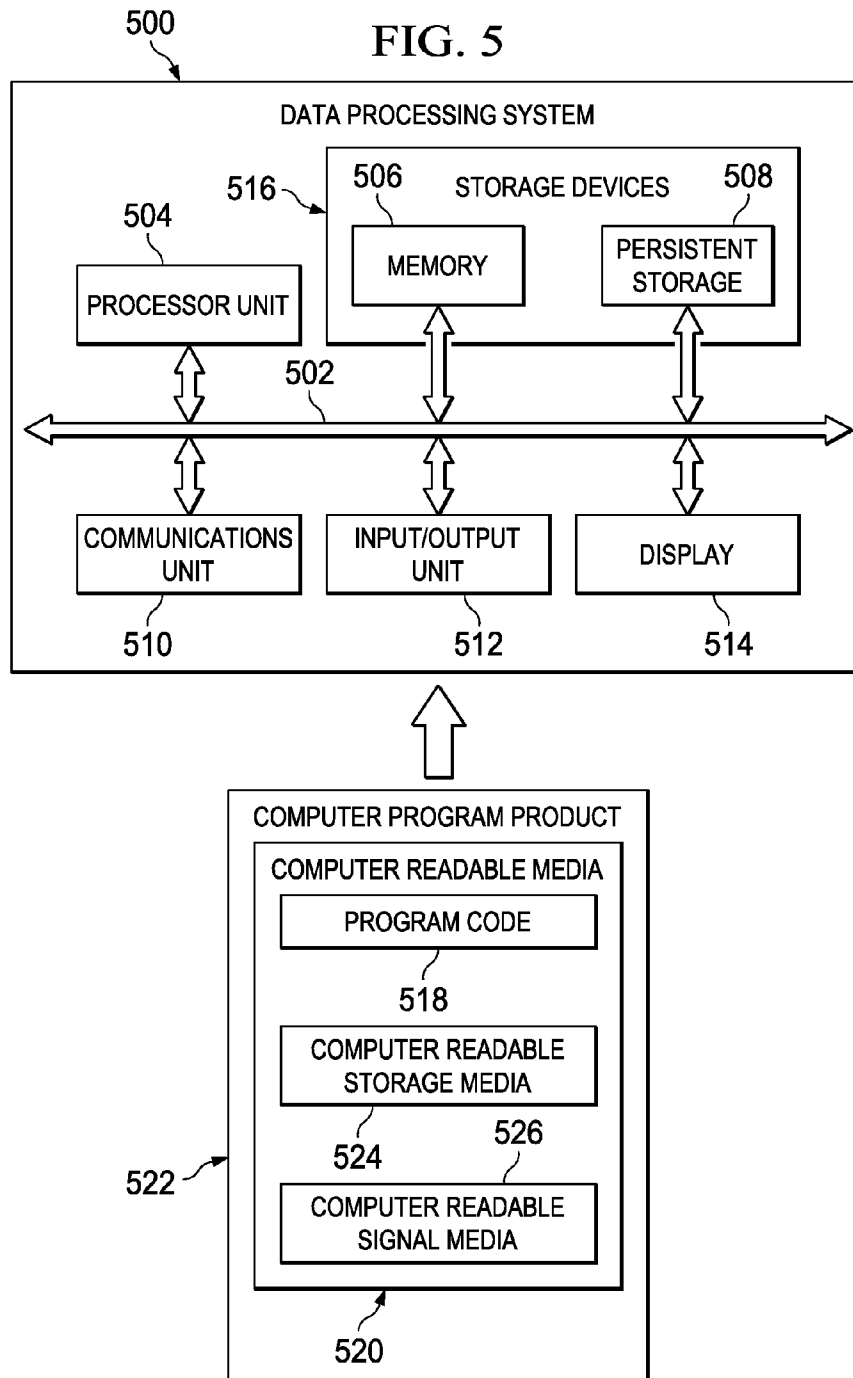 FIG. 5
500
DATA PROCESSING SYSTEM
516
STORAGE DEVICES
506
MEMORY
508
PERSISTENT
STORAGE
504
PROCESSOR UNIT
502
COMMUNICATIONS
UNIT
510
INPUT/OUTPUT
UNIT
512
DISPLAY
514
COMPUTER PROGRAM PRODUCT
COMPUTER READABLE MEDIA
PROGRAM CODE
518
COMPUTER READABLE
STORAGE MEDIA
524
526
COMPUTER READABLE
SIGNAL MEDIA
522
520